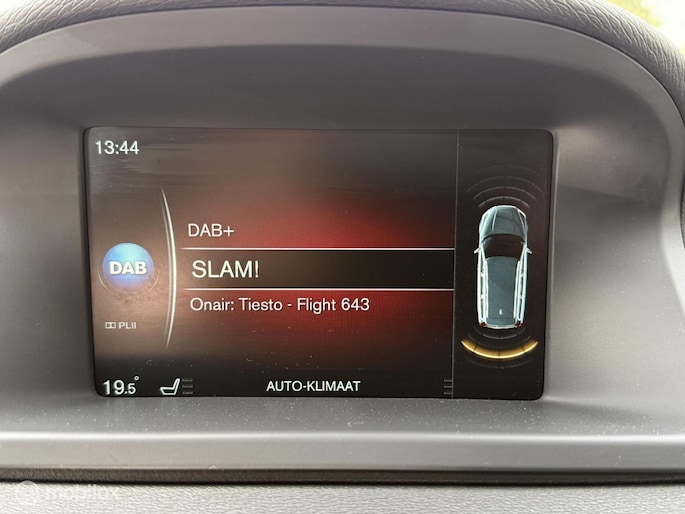 13:44
DAB+
DAB
SLAM!
Onair: Tiesto - Flight 643
PLII
19.5°
AUTO-KLIMAAT
mobilox